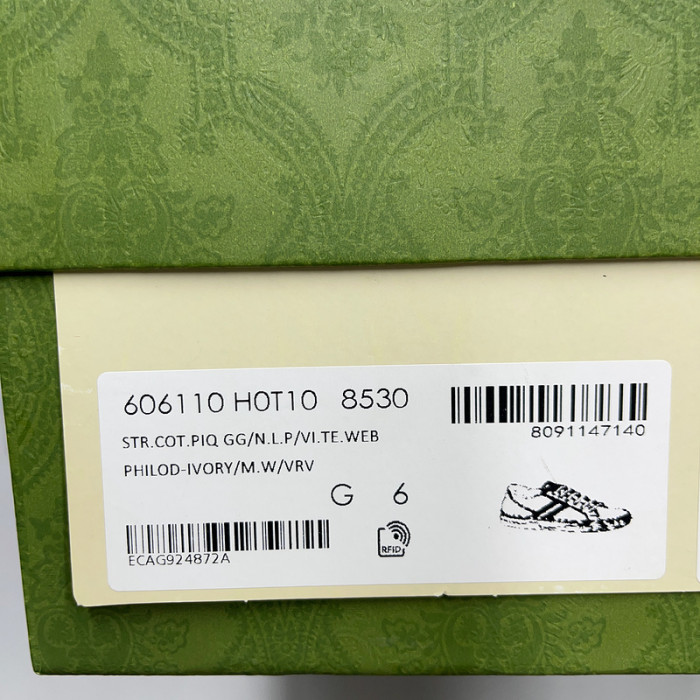 606110 H0T10 8530
8091147140
STR.COT.PIQ GG/N.L.P/VI.TE.WEB
PHILOD-IVORY/M.W/VRV
G 6
RFID
ECAG924872A